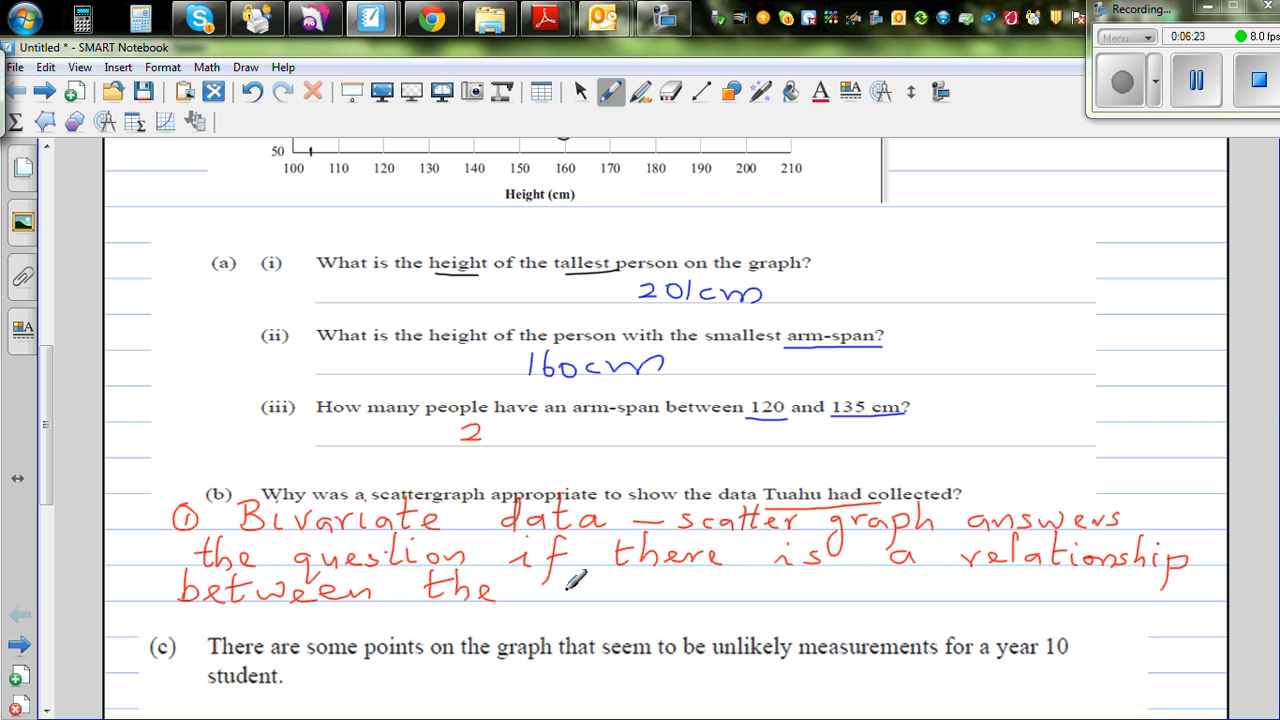 Recording...
Menu
0:06:23
8.0 fps
Untitled * - SMART Notebook
File Edit View Insert Format Math Draw Help
50
100 110 120 130 140 150 160 170 180 190 200 210
Height (cm)
(a) (i) What is the height of the tallest person on the graph?
201cm
(ii) What is the height of the person with the smallest arm-span?
160cm
(iii) How many people have an arm-span between 120 and 135 cm?
2
(b) Why was a scattergraph appropriate to show the data Tuahu had collected?
① Bivariate data – scatter graph answers
the question if there is a relationship
between the
(c) There are some points on the graph that seem to be unlikely measurements for a year 10
student.